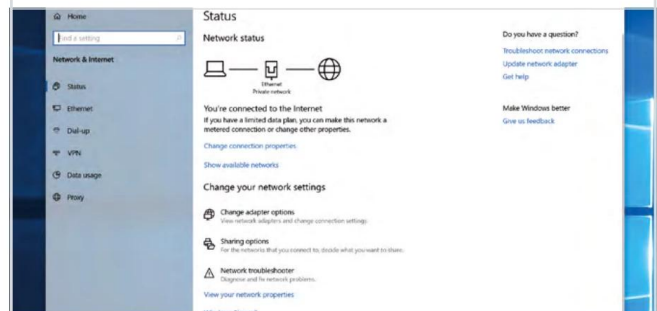 Home
Find a setting
Network & Internet
Status
Ethernet
Dial-up
VPN
Data usage
Proxy
Status
Network status
Ethernet
Private network
You're connected to the Internet
If you have a limited data plan, you can make this network a
metered connection or change other properties.
Change connection properties
Show available networks
Change your network settings
Change adapter options
View network adapters and change connection settings.
Sharing options
For the networks that you connect to, decide what you want to share.
Network troubleshooter
Diagnose and fix network problems.
View your network properties
Do you have a question?
Troubleshoot network connections
Update network adapter
Get help
Make Windows better
Give us feedback